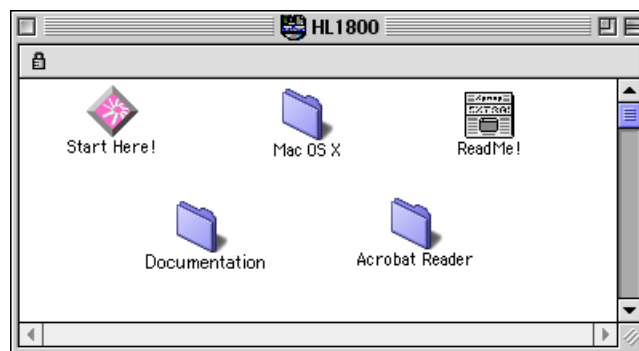 HL1800
Start Here!
Mac OS X
ReadMe!
Documentation
Acrobat Reader